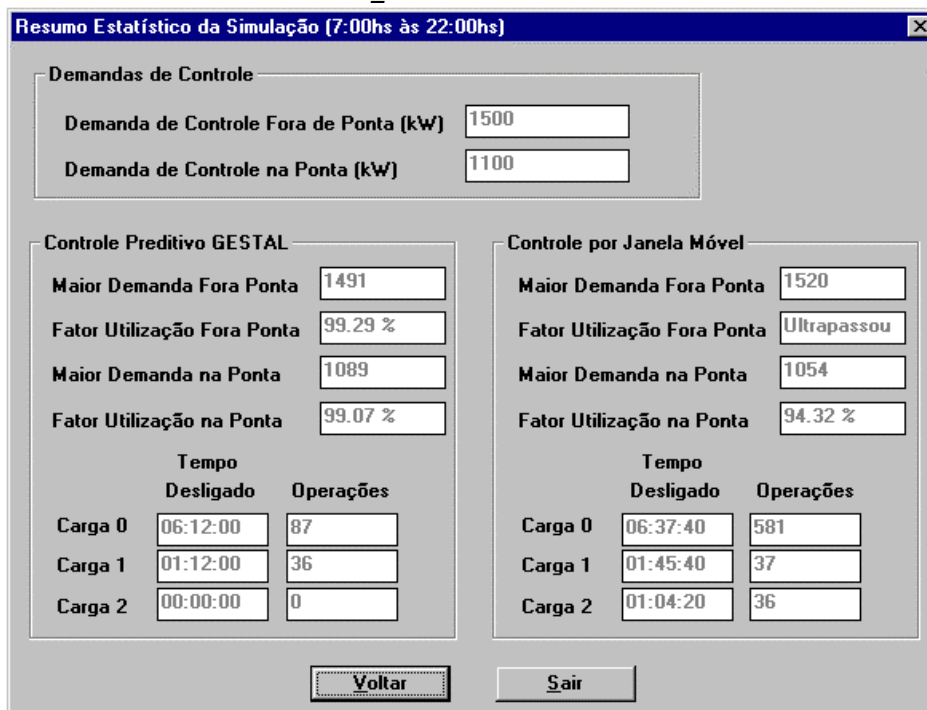 Resumo Estatístico da Simulação (7:00hs às 22:00hs)
Demandas de Controle
Demanda de Controle Fora de Ponta (kW) 1500
Demanda de Controle na Ponta (kW) 1100
Controle Preditivo GESTAL
Maior Demanda Fora Ponta 1491
Fator Utilização Fora Ponta 99.29 %
Maior Demanda na Ponta 1089
Fator Utilização na Ponta 99.07 %
Tempo
Desligado Operações
Carga 0 06:12:00 87
Carga 1 01:12:00 36
Carga 2 00:00:00 0
Controle por Janela Móvel
Maior Demanda Fora Ponta 1520
Fator Utilização Fora Ponta Ultrapassou
Maior Demanda na Ponta 1054
Fator Utilização na Ponta 94.32 %
Tempo
Desligado Operações
Carga 0 06:37:40 581
Carga 1 01:45:40 37
Carga 2 01:04:20 36
Voltar Sair